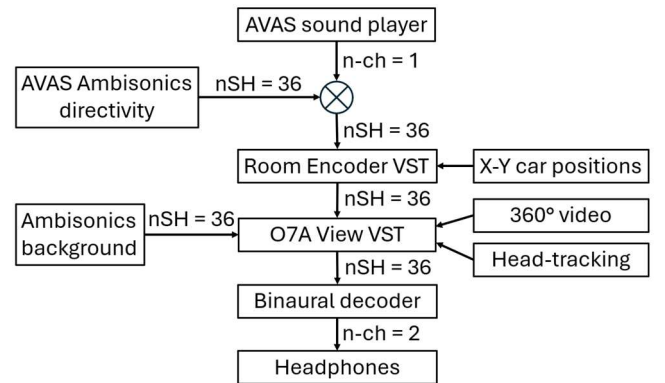 AVAS sound player
n-ch = 1
AVAS Ambisonics
directivity
nSH = 36
nSH = 36
Room Encoder VST
X-Y car positions
nSH = 36
Ambisonics
background
nSH = 36
O7A View VST
360° video
Head-tracking
nSH = 36
Binaural decoder
n-ch = 2
Headphones